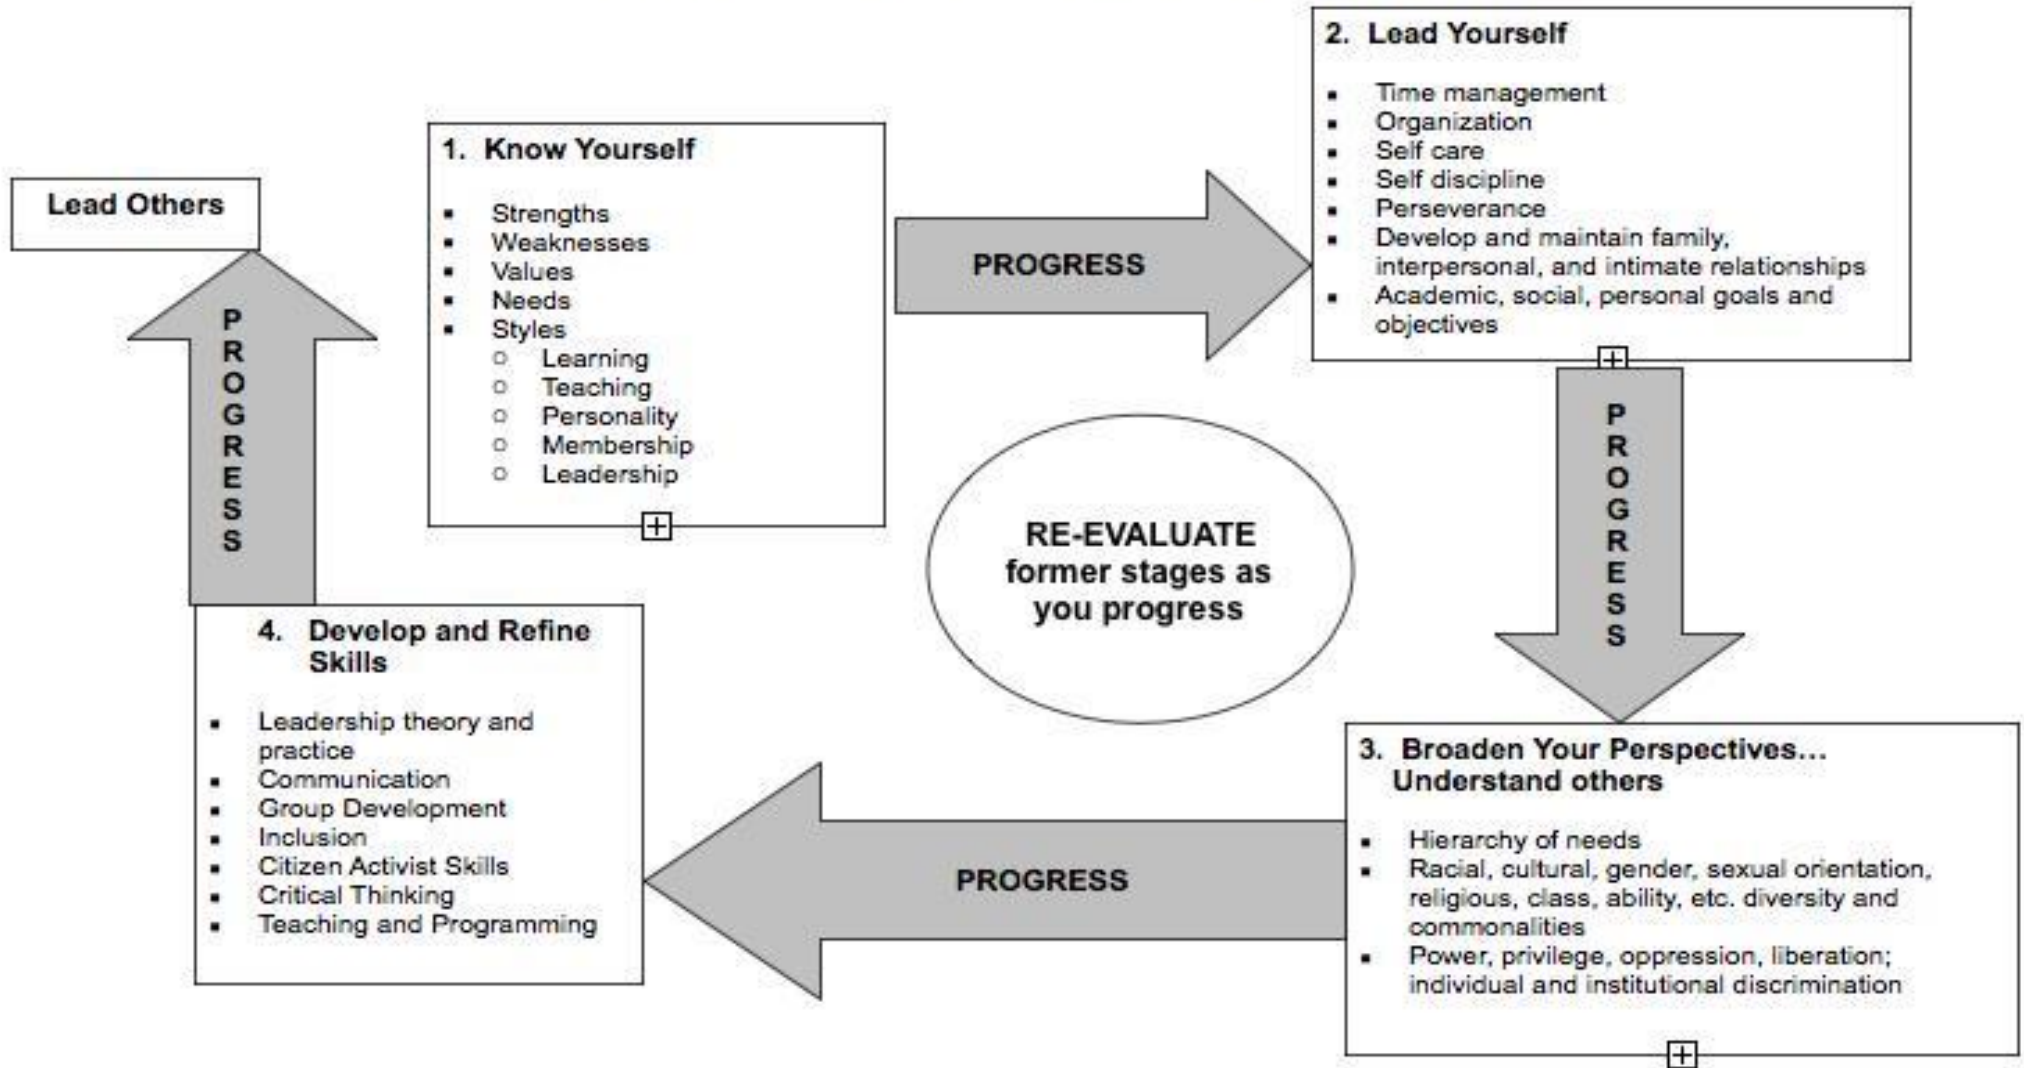 1. Know Yourself
Strengths
Weaknesses
Values
Needs
Styles
Learning
Teaching
Personality
Membership
Leadership
PROGRESS
2. Lead Yourself
Time management
Organization
Self care
Self discipline
Perseverance
Develop and maintain family,
interpersonal, and intimate relationships
Academic, social, personal goals and
objectives
PROGRESS
3. Broaden Your Perspectives…
Understand others
Hierarchy of needs
Racial, cultural, gender, sexual orientation,
religious, class, ability, etc. diversity and
commonalities
Power, privilege, oppression, liberation;
individual and institutional discrimination
PROGRESS
4. Develop and Refine
Skills
Leadership theory and
practice
Communication
Group Development
Inclusion
Citizen Activist Skills
Critical Thinking
Teaching and Programming
PROGRESS
Lead Others
RE-EVALUATE
former stages as
you progress